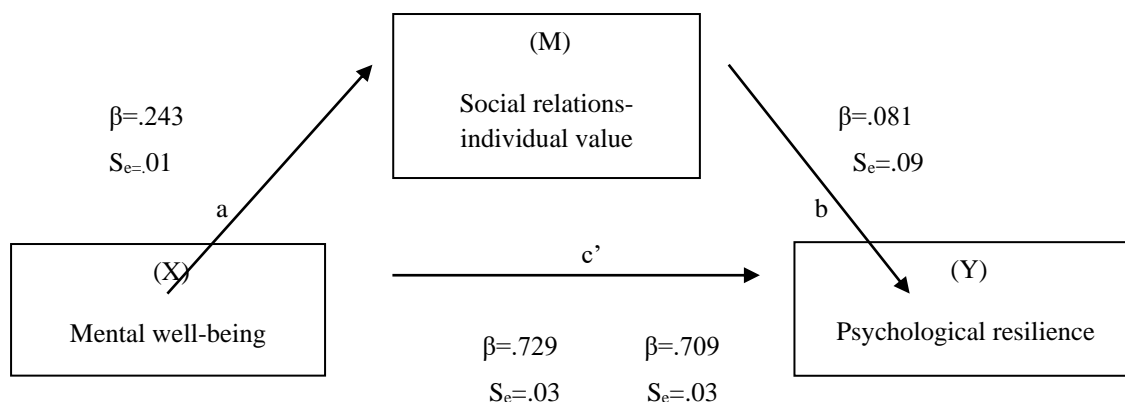 (M)
Social relations-
individual value
β=.243
Se=.01
β=.081
Se=.09
a
b
(X)
Mental well-being
c’
(Y)
Psychological resilience
β=.729 β=.709
Se=.03 Se=.03